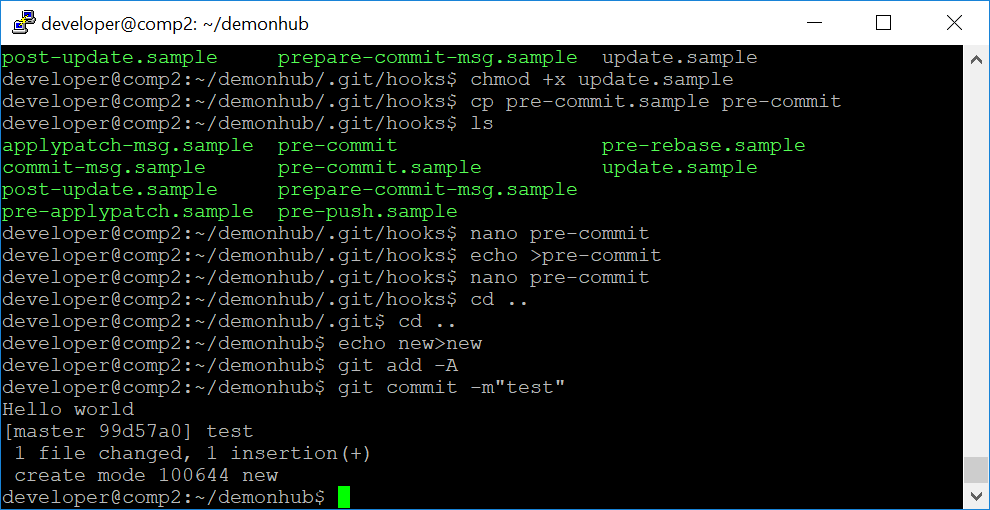 developer@comp2: ~/demonhub
post-update.sample     prepare-commit-msg.sample  update.sample
developer@comp2:~/demonhub/.git/hooks$ chmod +x update.sample
developer@comp2:~/demonhub/.git/hooks$ cp pre-commit.sample pre-commit
developer@comp2:~/demonhub/.git/hooks$ ls
applypatch-msg.sample  pre-commit                 pre-rebase.sample
commit-msg.sample      pre-commit.sample          update.sample
post-update.sample     prepare-commit-msg.sample
pre-applypatch.sample  pre-push.sample
developer@comp2:~/demonhub/.git/hooks$ nano pre-commit
developer@comp2:~/demonhub/.git/hooks$ echo >pre-commit
developer@comp2:~/demonhub/.git/hooks$ nano pre-commit
developer@comp2:~/demonhub/.git/hooks$ cd ..
developer@comp2:~/demonhub/.git$ cd ..
developer@comp2:~/demonhub$ echo new>new
developer@comp2:~/demonhub$ git add -A
developer@comp2:~/demonhub$ git commit -m"test"
Hello world
[master 99d57a0] test
 1 file changed, 1 insertion(+)
 create mode 100644 new
developer@comp2:~/demonhub$